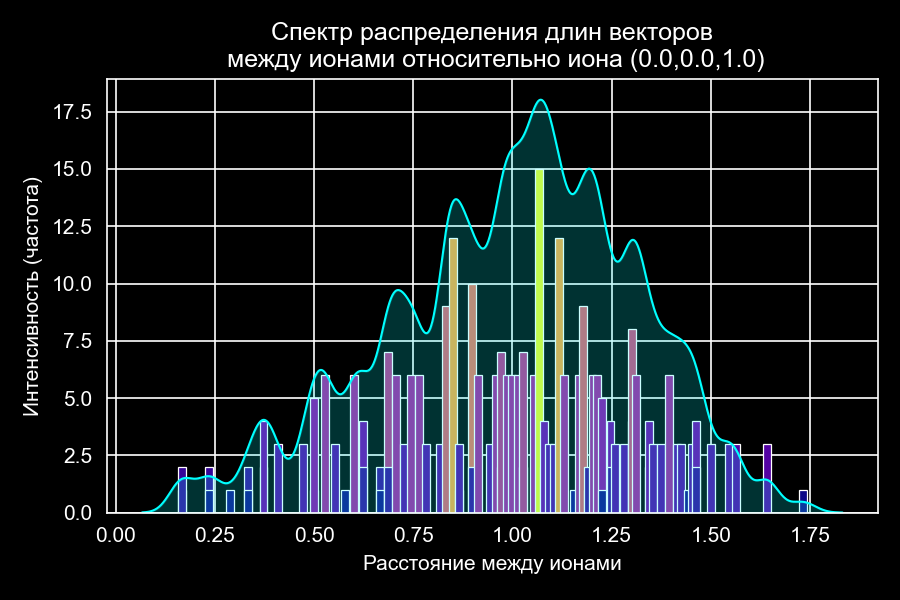 Спектр распределения длин векторов
между ионами относительно иона (0.0,0.0,1.0)
Интенсивность (частота)
17.5
15.0
12.5
10.0
7.5
5.0
2.5
0.0
0.00 0.25 0.50 0.75 1.00 1.25 1.50 1.75
Расстояние между ионами